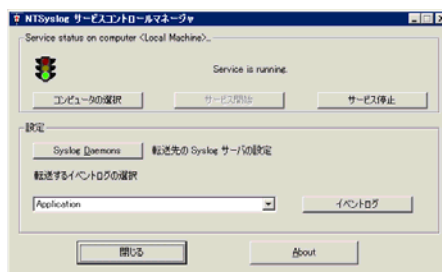 NTSyslog サービスコントロールマネージャ
Service status on computer <Local Machine>...
Service is running.
コンピュータの選択
サービス開始
サービス停止
設定
Syslog Daemons
転送先の Syslog サーバの設定
転送するイベントログの選択
Application
イベントログ
閉じる
About